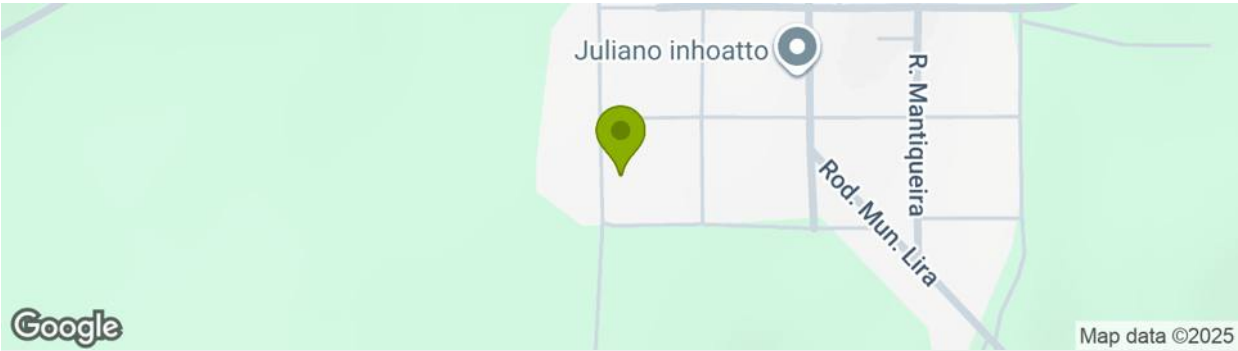 Juliano inhoatto
R. Mantiqueira
Rod. Mun. Lira
Google
Map data ©2025